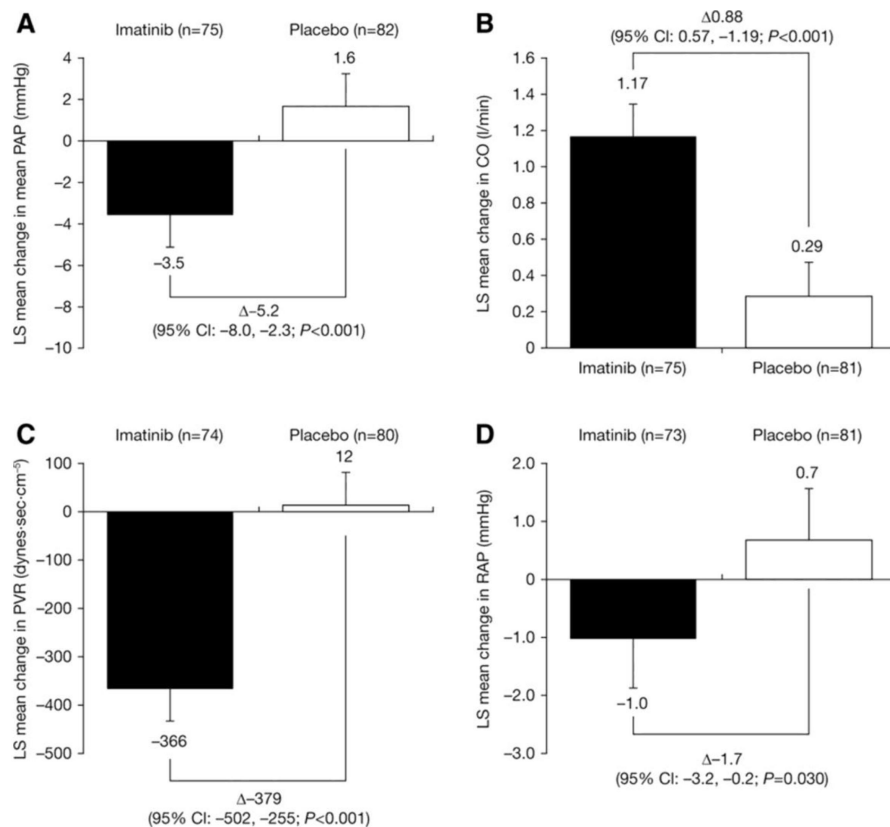 A
Imatinib (n=75)
Placebo (n=82)
LS mean change in mean PAP (mmHg)
4
2
0
−2
−4
−6
−8
−10
1.6
−3.5
Δ−5.2
(95% CI: −8.0, −2.3; P<0.001)
B
Δ0.88
(95% CI: 0.57, −1.19; P<0.001)
LS mean change in CO (l/min)
1.6
1.4
1.2
1.0
0.8
0.6
0.4
0.2
0
1.17
0.29
Imatinib (n=75)
Placebo (n=81)
C
Imatinib (n=74)
Placebo (n=80)
LS mean change in PVR (dynes·sec·cm⁻⁵)
100
0
−100
−200
−300
−400
−500
12
−366
Δ−379
(95% CI: −502, −255; P<0.001)
D
Imatinib (n=73)
Placebo (n=81)
LS mean change in RAP (mmHg)
2.0
1.0
0
−1.0
−2.0
−3.0
0.7
−1.0
Δ−1.7
(95% CI: −3.2, −0.2; P=0.030)